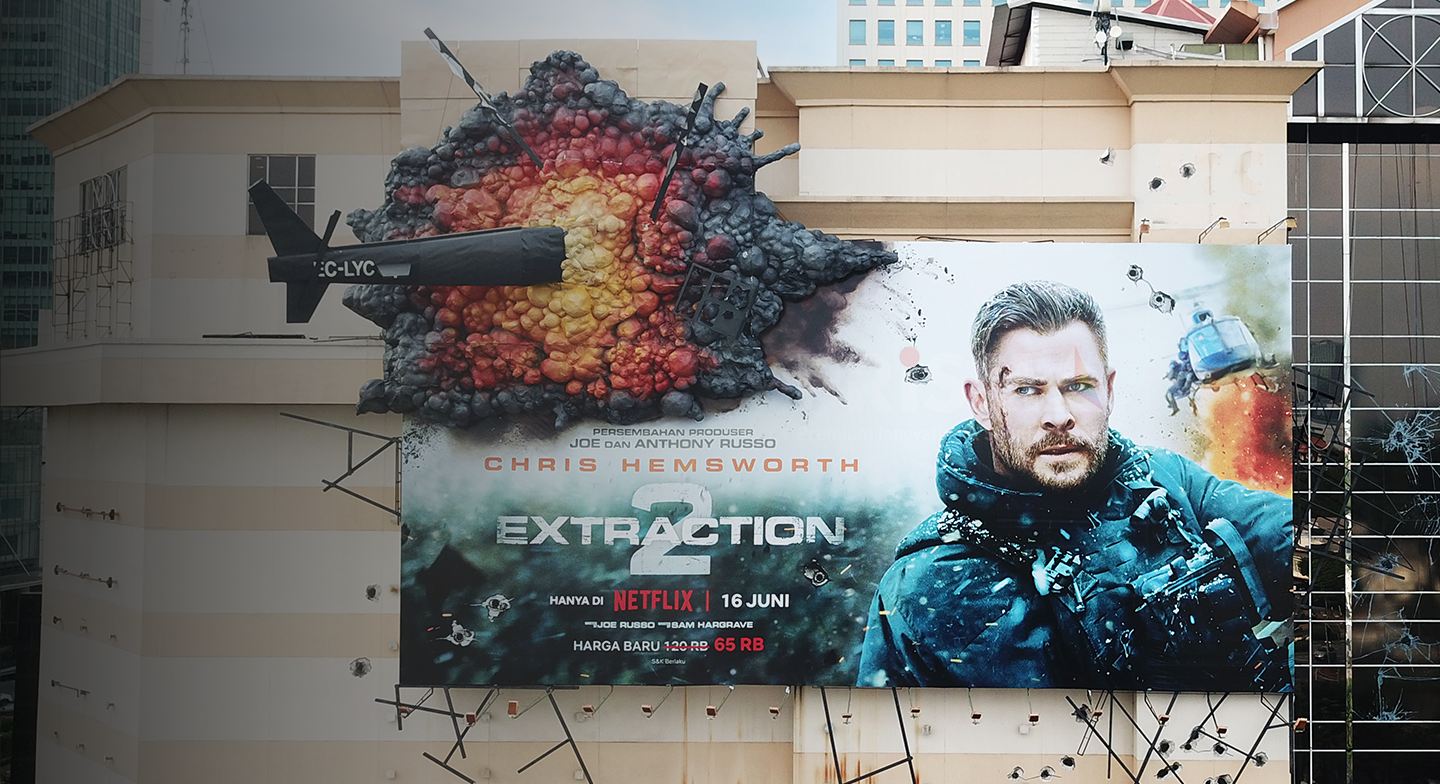 EC-LYC
PERSEMBAHAN PRODUSER
JOE DAN ANTHONY RUSSO
CHRIS HEMSWORTH
EXTRACTION
2
HANYA DI NETFLIX | 16 JUNI
JOE RUSSO SAM HARGRAVE
HARGA BARU 120 RB 65 RB
S&K Berlaku